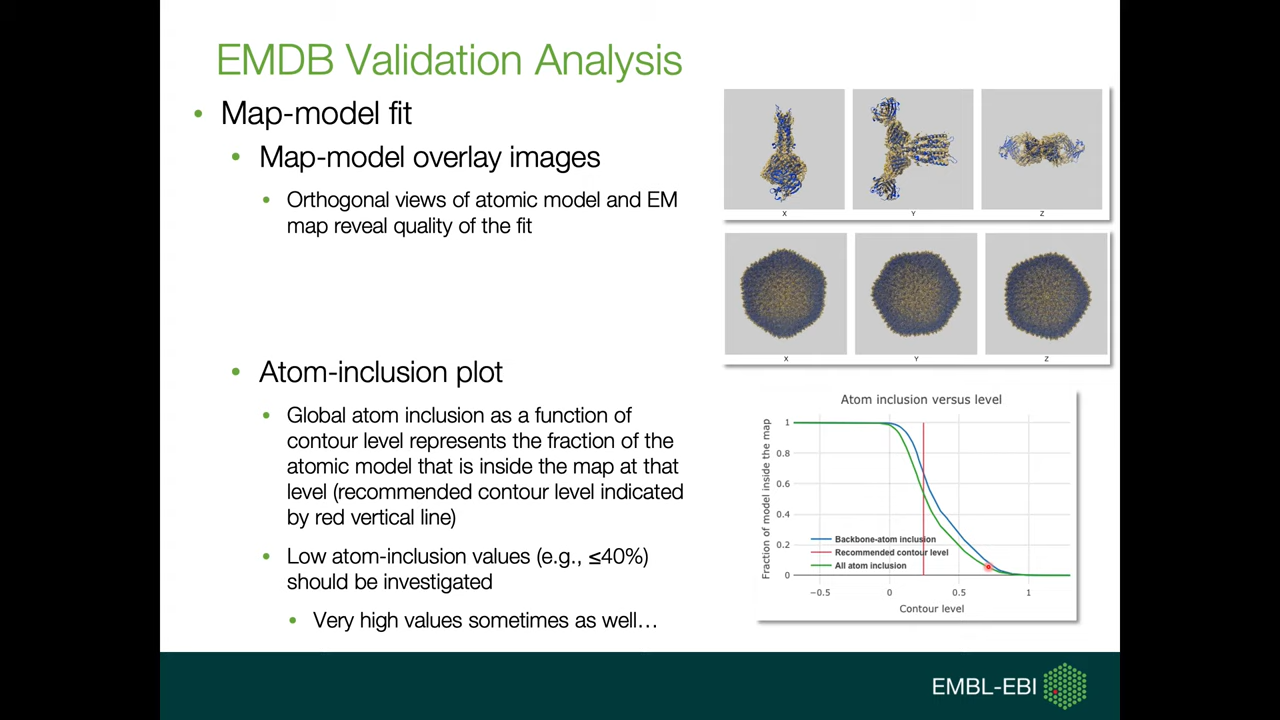 EMDB Validation Analysis
• Map-model fit
• Map-model overlay images
• Orthogonal views of atomic model and EM
map reveal quality of the fit
X
Y
Z
X
Y
Z
• Atom-inclusion plot
• Global atom inclusion as a function of
contour level represents the fraction of the
atomic model that is inside the map at that
level (recommended contour level indicated
by red vertical line)
• Low atom-inclusion values (e.g., ≤40%)
should be investigated
• Very high values sometimes as well…
Atom inclusion versus level
Fraction of model inside the map
1
0.8
0.6
0.4
0.2
0
Backbone-atom inclusion
Recommended contour level
All atom inclusion
−0.5
0
0.5
1
Contour level
EMBL-EBI